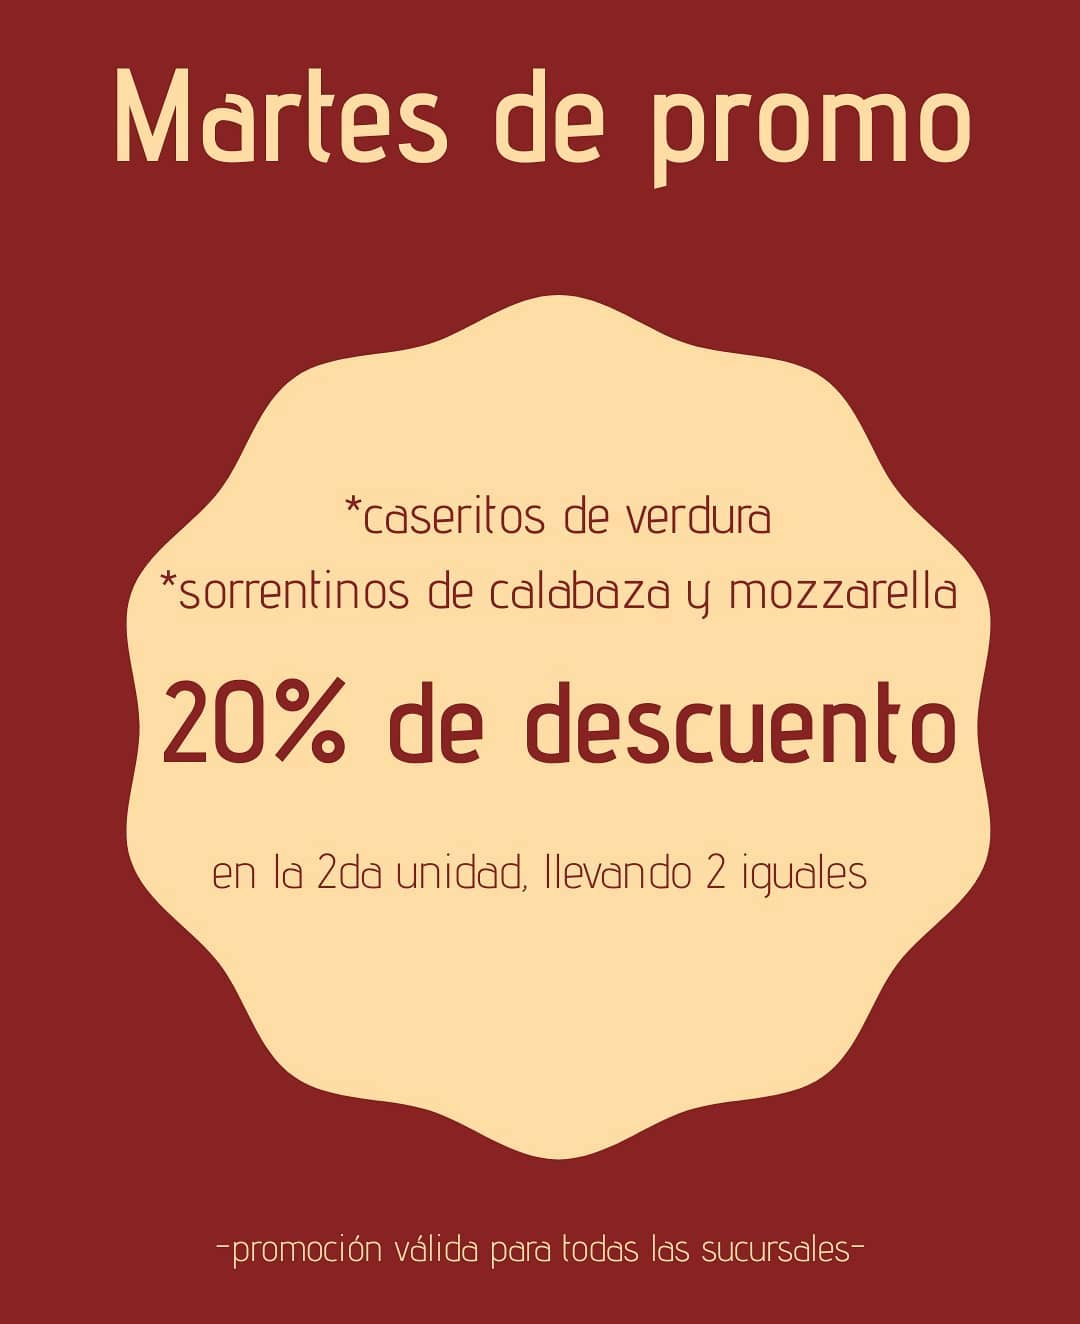 Martes de promo
*caseritos de verdura
*sorrentinos de calabaza y mozzarella
20% de descuento
en la 2da unidad, llevando 2 iguales
-promoción válida para todas las sucursales-